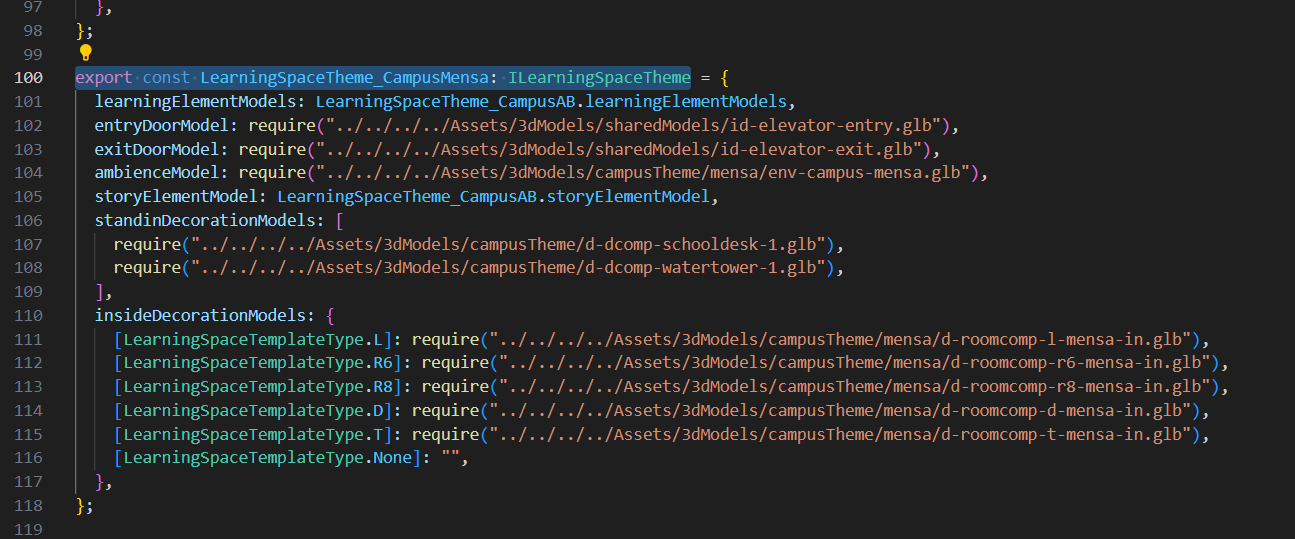 97 },
98 };
99
100 export const LearningSpaceTheme_CampusMensa: ILearningSpaceTheme = {
101 learningElementModels: LearningSpaceTheme_CampusAB.learningElementModels,
102 entryDoorModel: require("../../../../Assets/3dModels/sharedModels/id-elevator-entry.glb"),
103 exitDoorModel: require("../../../../Assets/3dModels/sharedModels/id-elevator-exit.glb"),
104 ambienceModel: require("../../../../Assets/3dModels/campusTheme/mensa/env-campus-mensa.glb"),
105 storyElementModel: LearningSpaceTheme_CampusAB.storyElementModel,
106 standinDecorationModels: [
107 require("../../../../Assets/3dModels/campusTheme/d-dcomp-schooldesk-1.glb"),
108 require("../../../../Assets/3dModels/campusTheme/d-dcomp-watertower-1.glb"),
109 ],
110 insideDecorationModels: {
111 [LearningSpaceTemplateType.L]: require("../../../../Assets/3dModels/campusTheme/mensa/d-roomcomp-l-mensa-in.glb"),
112 [LearningSpaceTemplateType.R6]: require("../../../../Assets/3dModels/campusTheme/mensa/d-roomcomp-r6-mensa-in.glb"),
113 [LearningSpaceTemplateType.R8]: require("../../../../Assets/3dModels/campusTheme/mensa/d-roomcomp-r8-mensa-in.glb"),
114 [LearningSpaceTemplateType.D]: require("../../../../Assets/3dModels/campusTheme/mensa/d-roomcomp-d-mensa-in.glb"),
115 [LearningSpaceTemplateType.T]: require("../../../../Assets/3dModels/campusTheme/mensa/d-roomcomp-t-mensa-in.glb"),
116 [LearningSpaceTemplateType.None]: "",
117 },
118 };
119